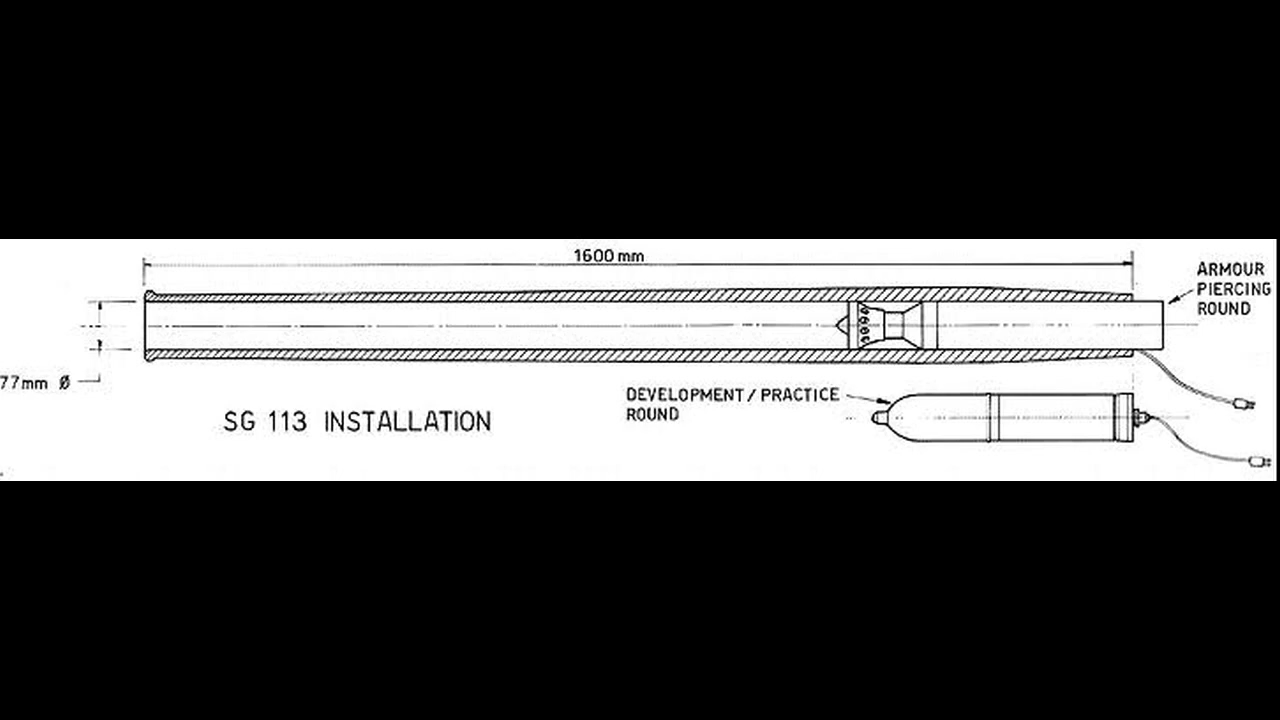 1600 mm
ARMOUR
PIERCING
ROUND
77mm Ø
DEVELOPMENT / PRACTICE
ROUND
SG 113 INSTALLATION